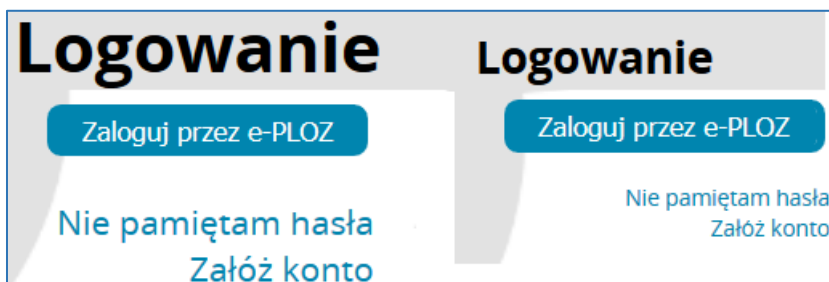 Logowanie
Zaloguj przez e-PLOZ
Nie pamiętam hasła
Załóż konto
Logowanie
Zaloguj przez e-PLOZ
Nie pamiętam hasła
Załóż konto